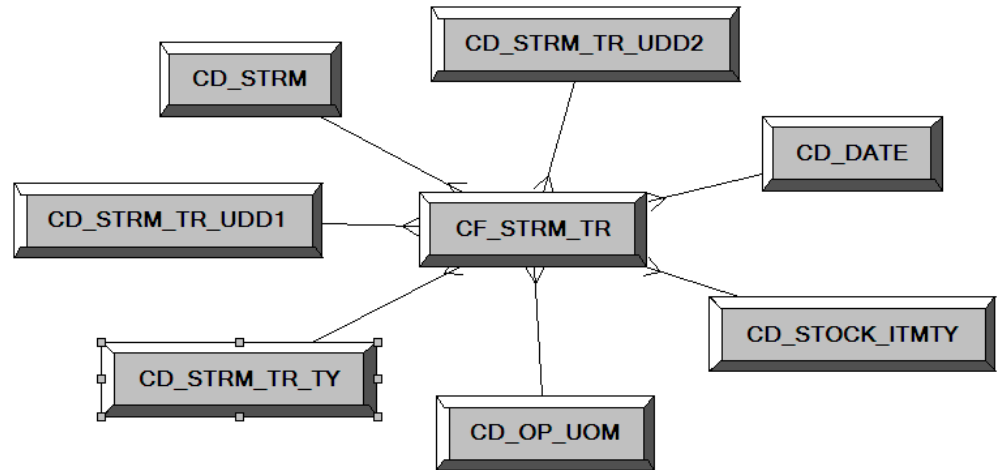 CD_STRM_TR_UDD2
CD_STRM
CD_DATE
CD_STRM_TR_UDD1
CF_STRM_TR
CD_STOCK_ITMTY
CD_STRM_TR_TY
CD_OP_UOM